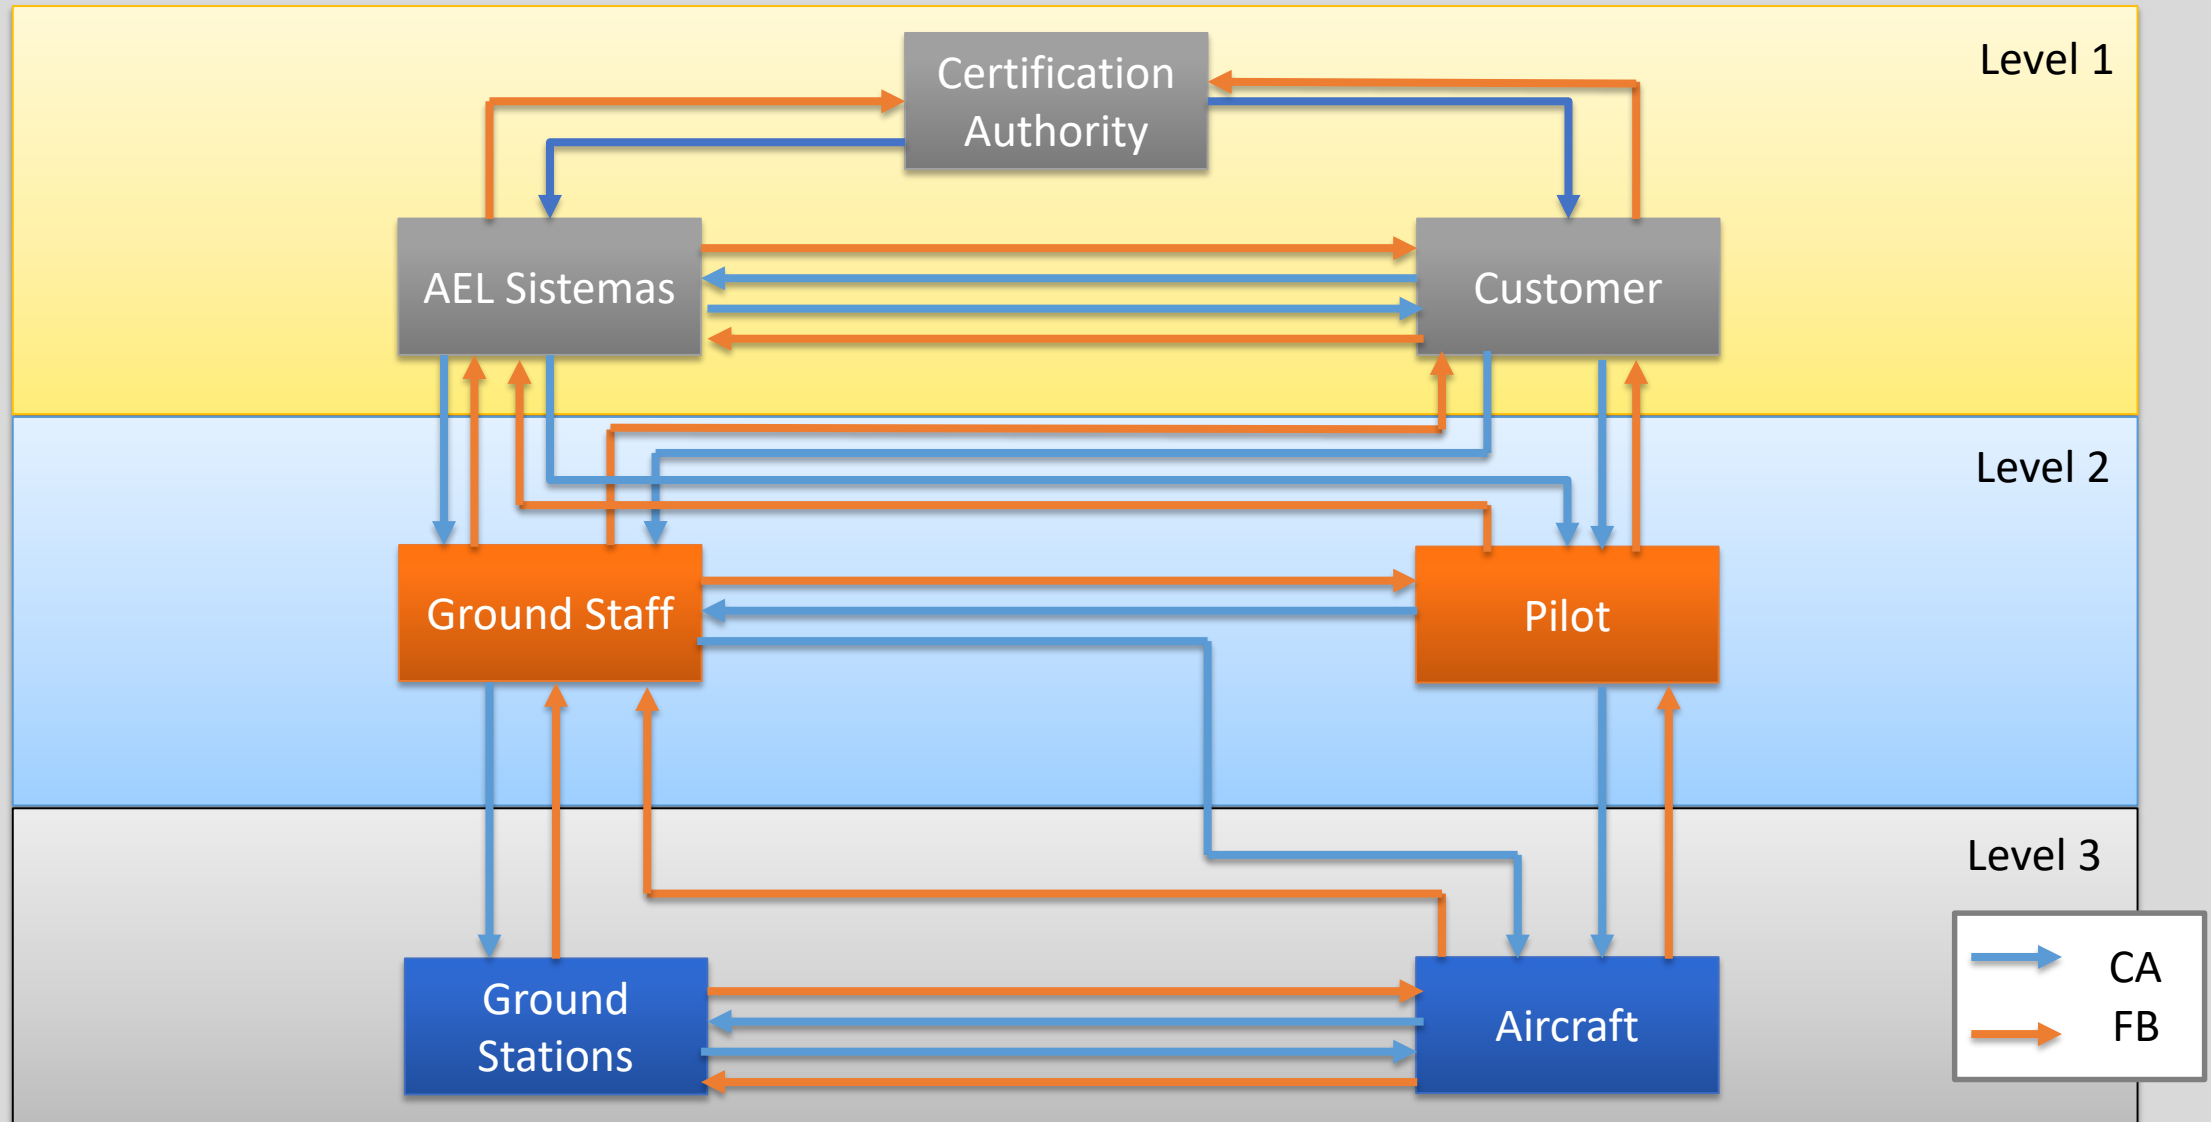 Level 1
Certification
Authority
AEL Sistemas
Customer
Level 2
Ground Staff
Pilot
Level 3
CA
FB
Ground
Stations
Aircraft